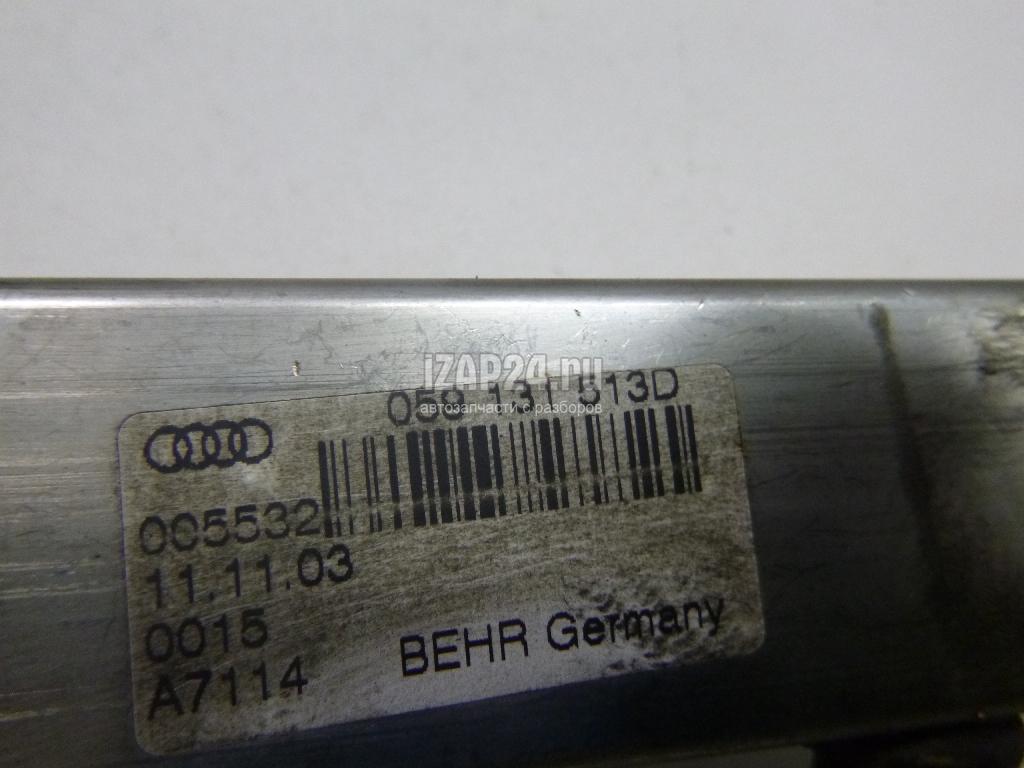 iZAP24.ru
автозапчасти с разборов
059 131 513D
005532
11.11.03
0015
A7114
BEHR Germany